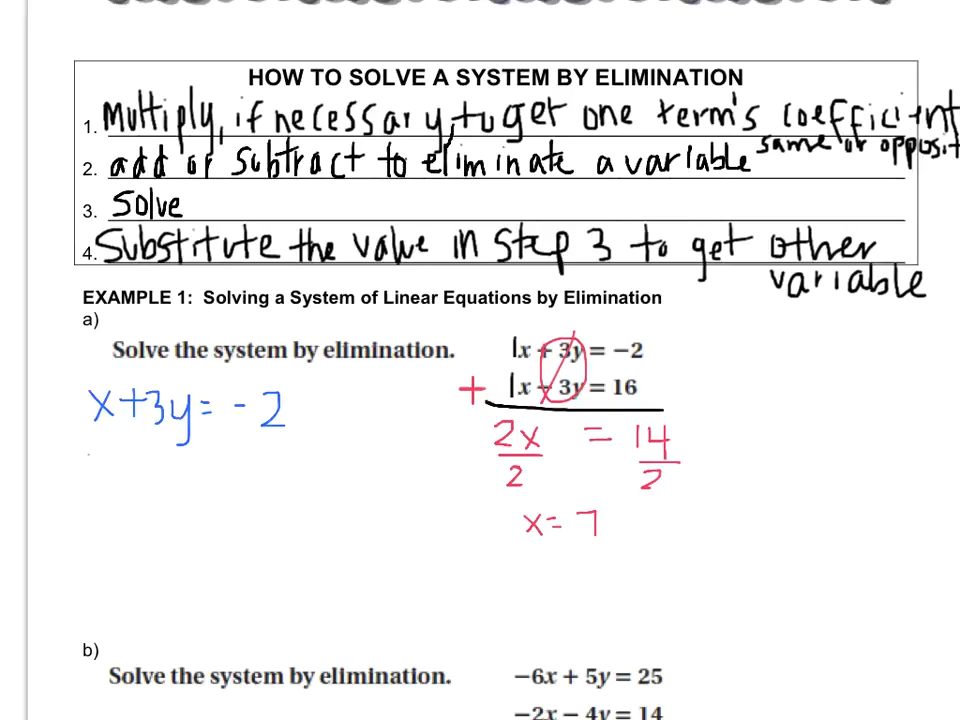 HOW TO SOLVE A SYSTEM BY ELIMINATION
1. Multiply, if necessary, to get one term's coefficient
same or opposit
2. add or subtract to eliminate a variable
3. Solve
4. Substitute the value in step 3 to get other
variable
EXAMPLE 1: Solving a System of Linear Equations by Elimination
a)
Solve the system by elimination. 1x + 3y = −2
+ 1x − 3y = 16
x+3y= -2
2x = 14
2 2
x= 7
b)
Solve the system by elimination. −6x + 5y = 25
−2x − 4y = 14